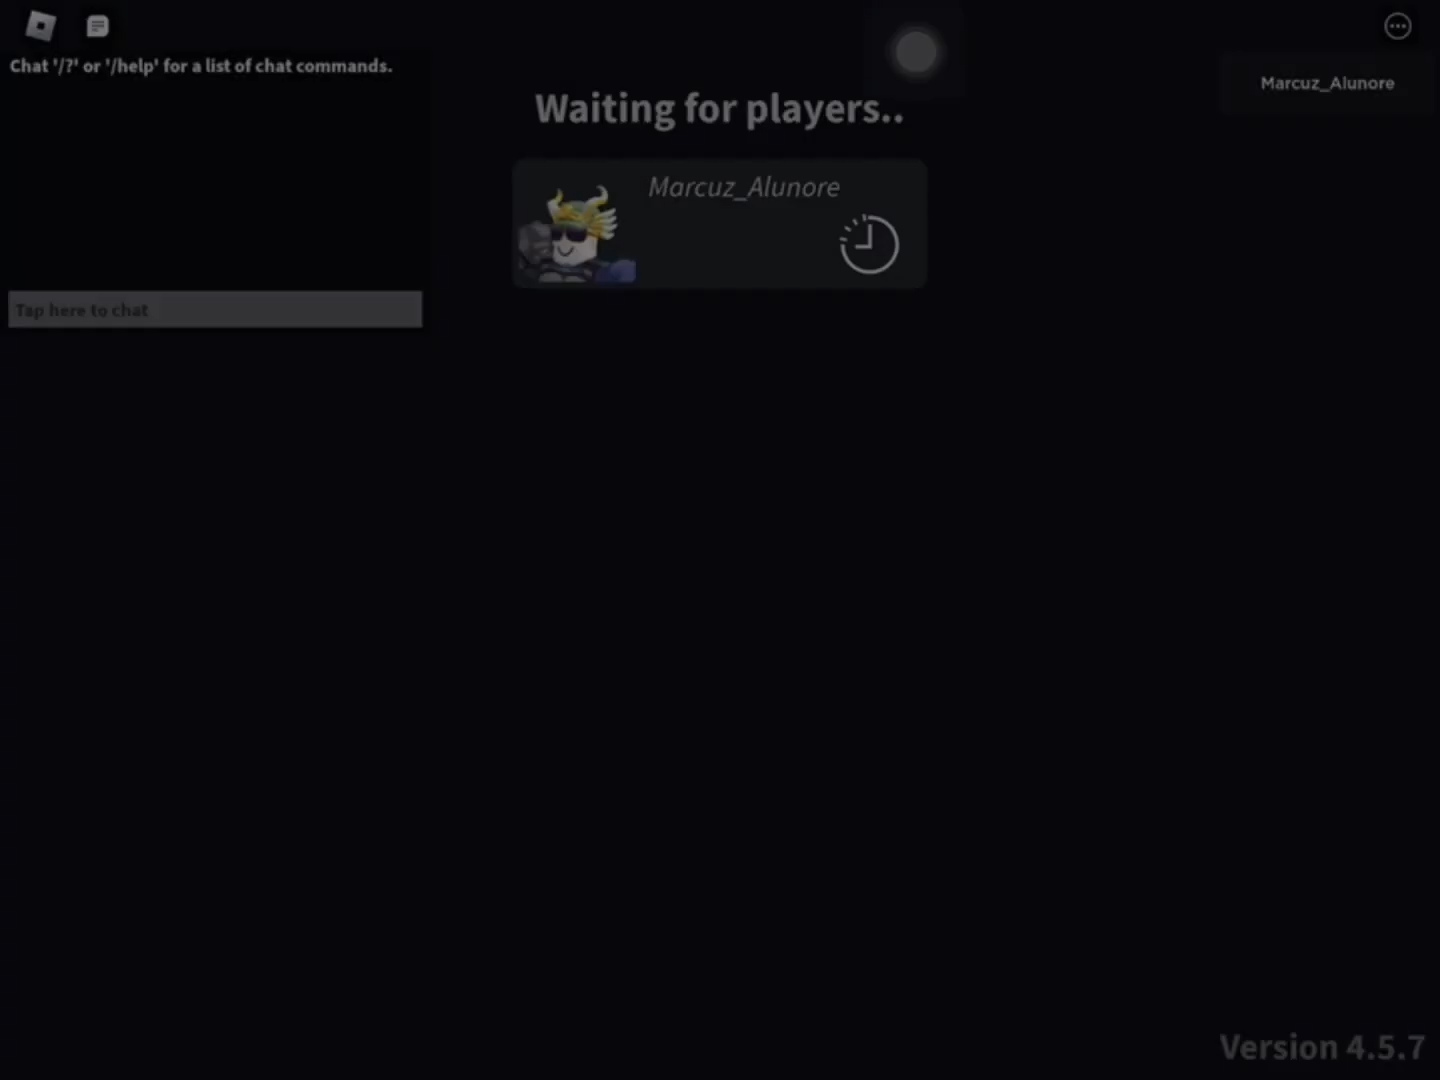 Chat '/?' or '/help' for a list of chat commands.
Marcuz_Alunore
Waiting for players..
Marcuz_Alunore
Tap here to chat
Version 4.5.7